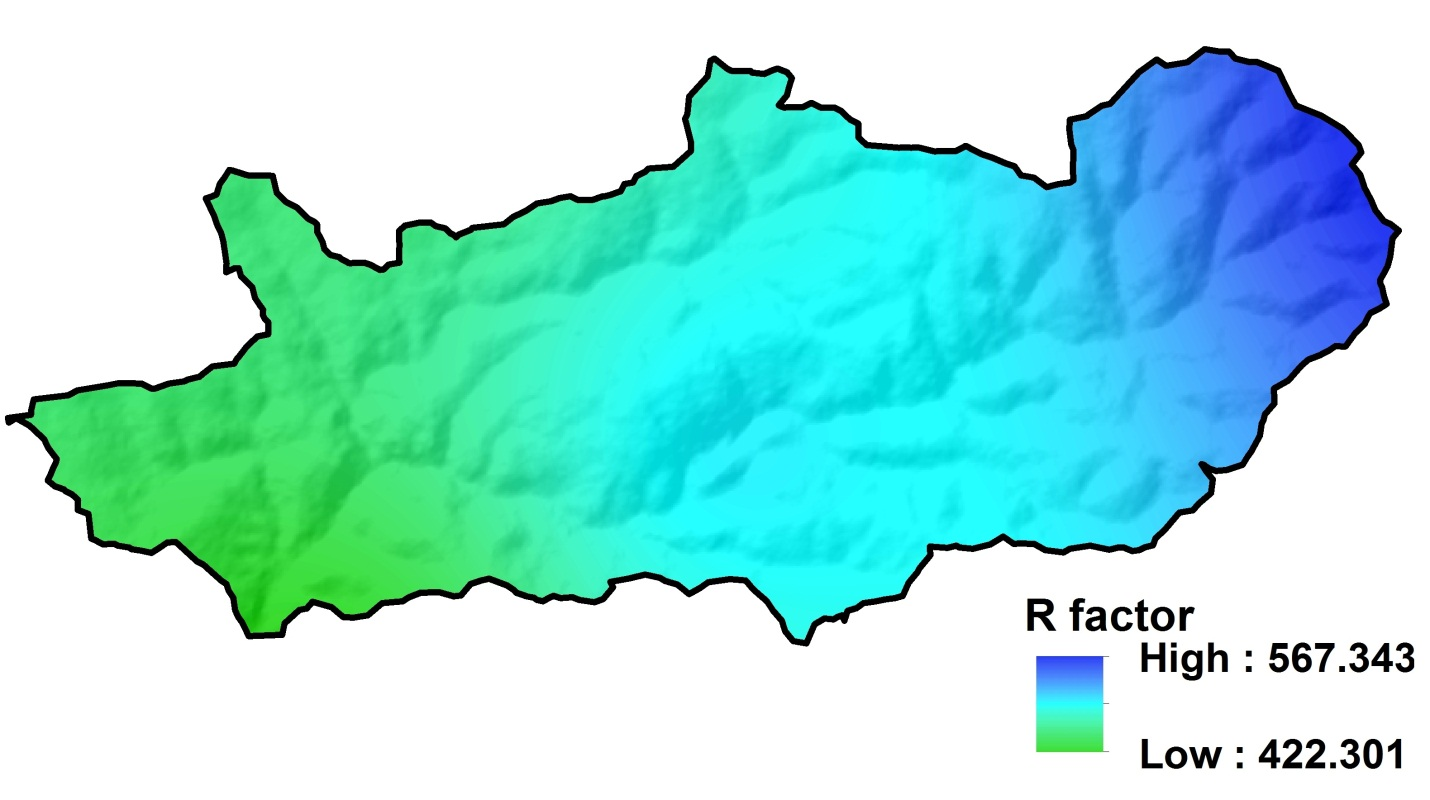 R factor
High : 567.343
Low : 422.301